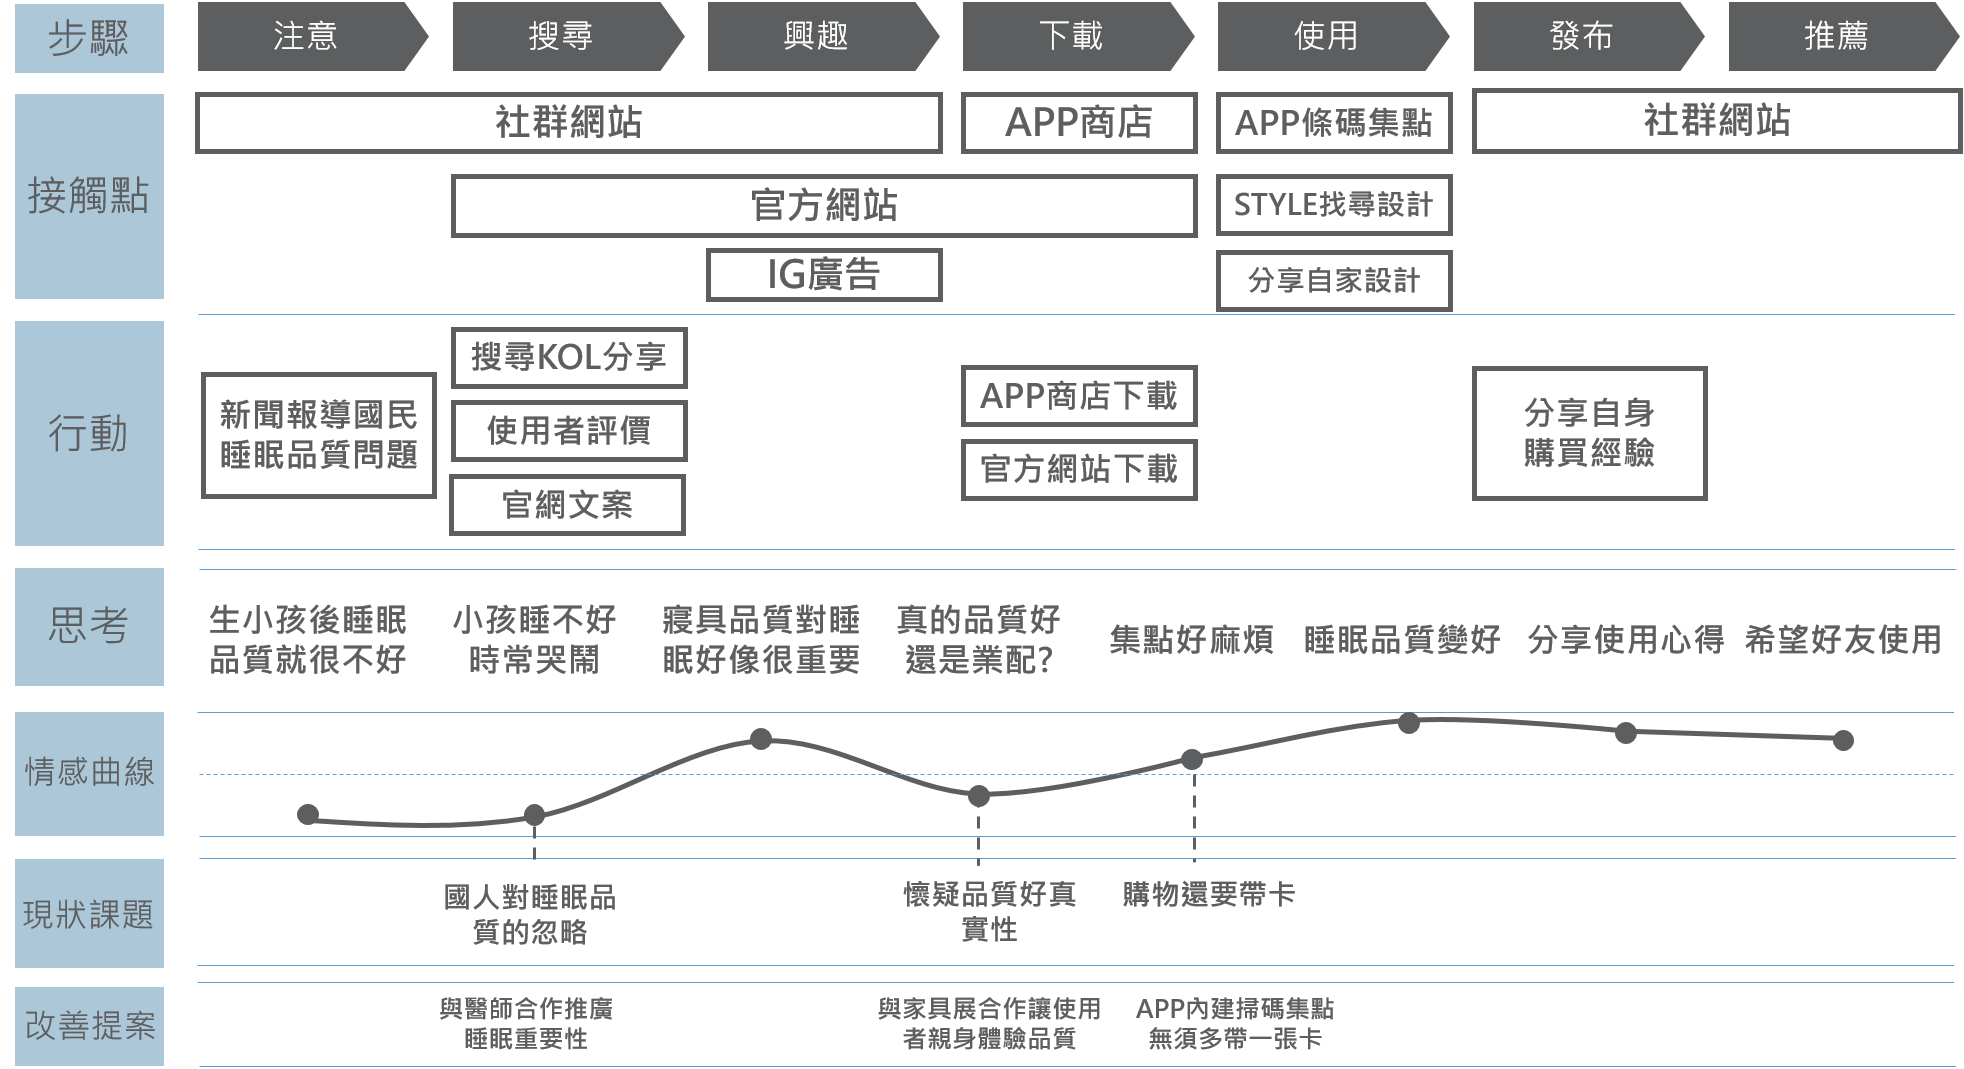 步驟
注意
搜尋
興趣
下載
使用
發布
推薦
接觸點
社群網站
APP商店
APP條碼集點
社群網站
官方網站
STYLE找尋設計
IG廣告
分享自家設計
行動
新聞報導國民
睡眠品質問題
搜尋KOL分享
使用者評價
官網文案
APP商店下載
官方網站下載
分享自身
購買經驗
思考
生小孩後睡眠
品質就很不好
小孩睡不好
時常哭鬧
寢具品質對睡
眠好像很重要
真的品質好
還是業配?
集點好麻煩
睡眠品質變好
分享使用心得
希望好友使用
情感曲線
現狀課題
國人對睡眠品
質的忽略
懷疑品質好真
實性
購物還要帶卡
改善提案
與醫師合作推廣
睡眠重要性
與家具展合作讓使用
者親身體驗品質
APP內建掃碼集點
無須多帶一張卡